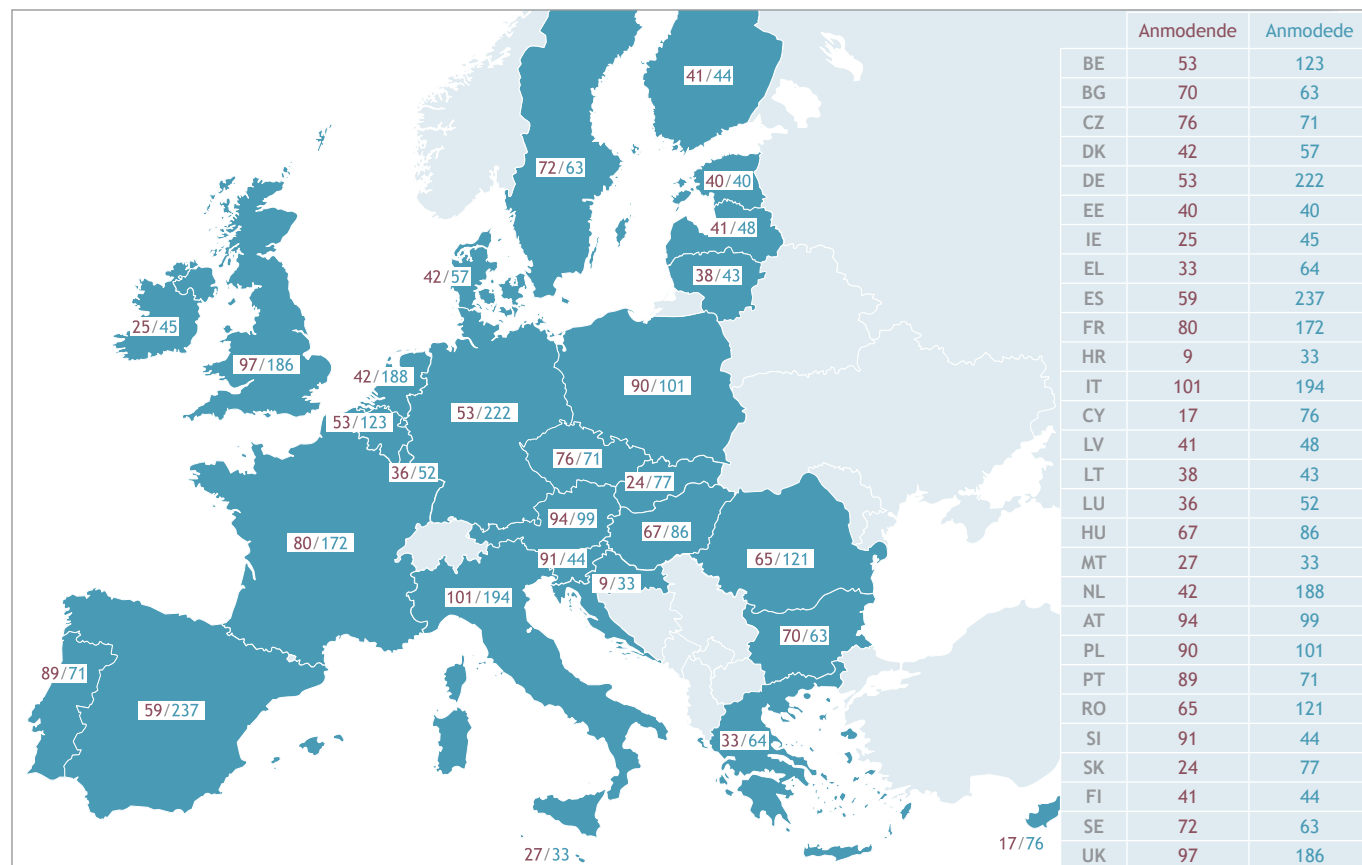 41/44
72/63
40/40
41/48
42/57
38/43
25/45
97/186
42/188
90/101
53/123
53/222
76/71
36/52
24/77
94/99
67/86
80/172
91/44
65/121
9/33
101/194
70/63
89/71
59/237
33/64
17/76
27/33
Anmodende Anmodede
BE 53 123
BG 70 63
CZ 76 71
DK 42 57
DE 53 222
EE 40 40
IE 25 45
EL 33 64
ES 59 237
FR 80 172
HR 9 33
IT 101 194
CY 17 76
LV 41 48
LT 38 43
LU 36 52
HU 67 86
MT 27 33
NL 42 188
AT 94 99
PL 90 101
PT 89 71
RO 65 121
SI 91 44
SK 24 77
FI 41 44
SE 72 63
UK 97 186